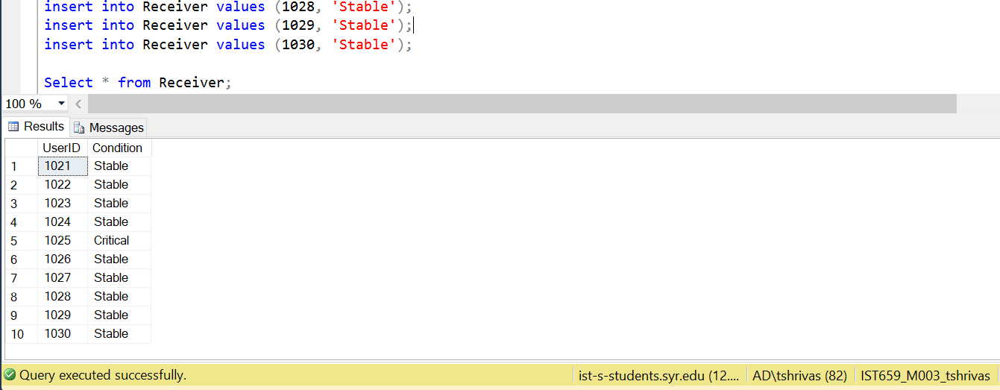 insert into Receiver values (1028, 'Stable');
insert into Receiver values (1029, 'Stable');
insert into Receiver values (1030, 'Stable');
Select * from Receiver;
100 %
Results Messages
UserID Condition
1 1021 Stable
2 1022 Stable
3 1023 Stable
4 1024 Stable
5 1025 Critical
6 1026 Stable
7 1027 Stable
8 1028 Stable
9 1029 Stable
10 1030 Stable
Query executed successfully. ist-s-students.syr.edu (12.... AD\tshrivas (82) IST659_M003_tshrivas